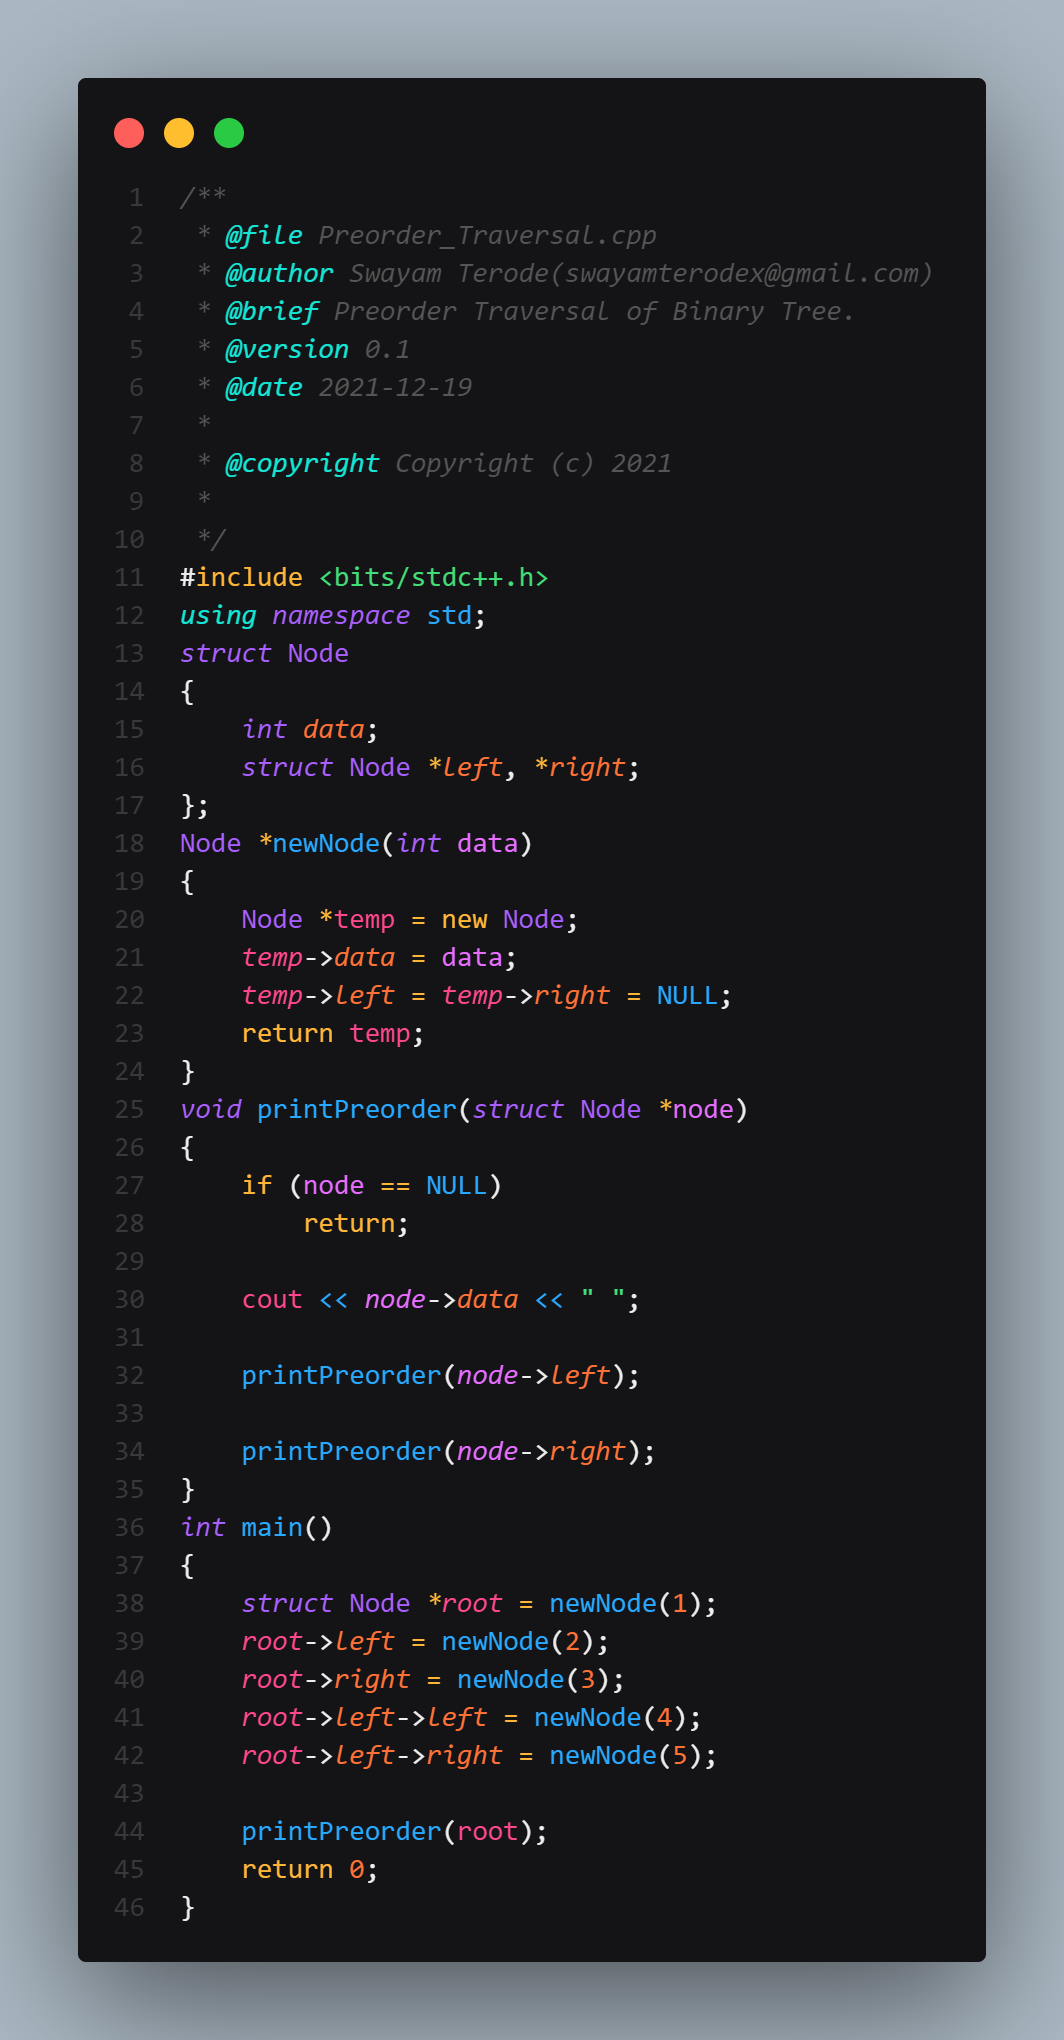 1 /**
2  * @file Preorder_Traversal.cpp
3  * @author Swayam Terode(swayamterodex@gmail.com)
4  * @brief Preorder Traversal of Binary Tree.
5  * @version 0.1
6  * @date 2021-12-19
7  *
8  * @copyright Copyright (c) 2021
9  *
10  */
11 #include <bits/stdc++.h>
12 using namespace std;
13 struct Node
14 {
15     int data;
16     struct Node *left, *right;
17 };
18 Node *newNode(int data)
19 {
20     Node *temp = new Node;
21     temp->data = data;
22     temp->left = temp->right = NULL;
23     return temp;
24 }
25 void printPreorder(struct Node *node)
26 {
27     if (node == NULL)
28         return;
29
30     cout << node->data << " ";
31
32     printPreorder(node->left);
33
34     printPreorder(node->right);
35 }
36 int main()
37 {
38     struct Node *root = newNode(1);
39     root->left = newNode(2);
40     root->right = newNode(3);
41     root->left->left = newNode(4);
42     root->left->right = newNode(5);
43
44     printPreorder(root);
45     return 0;
46 }